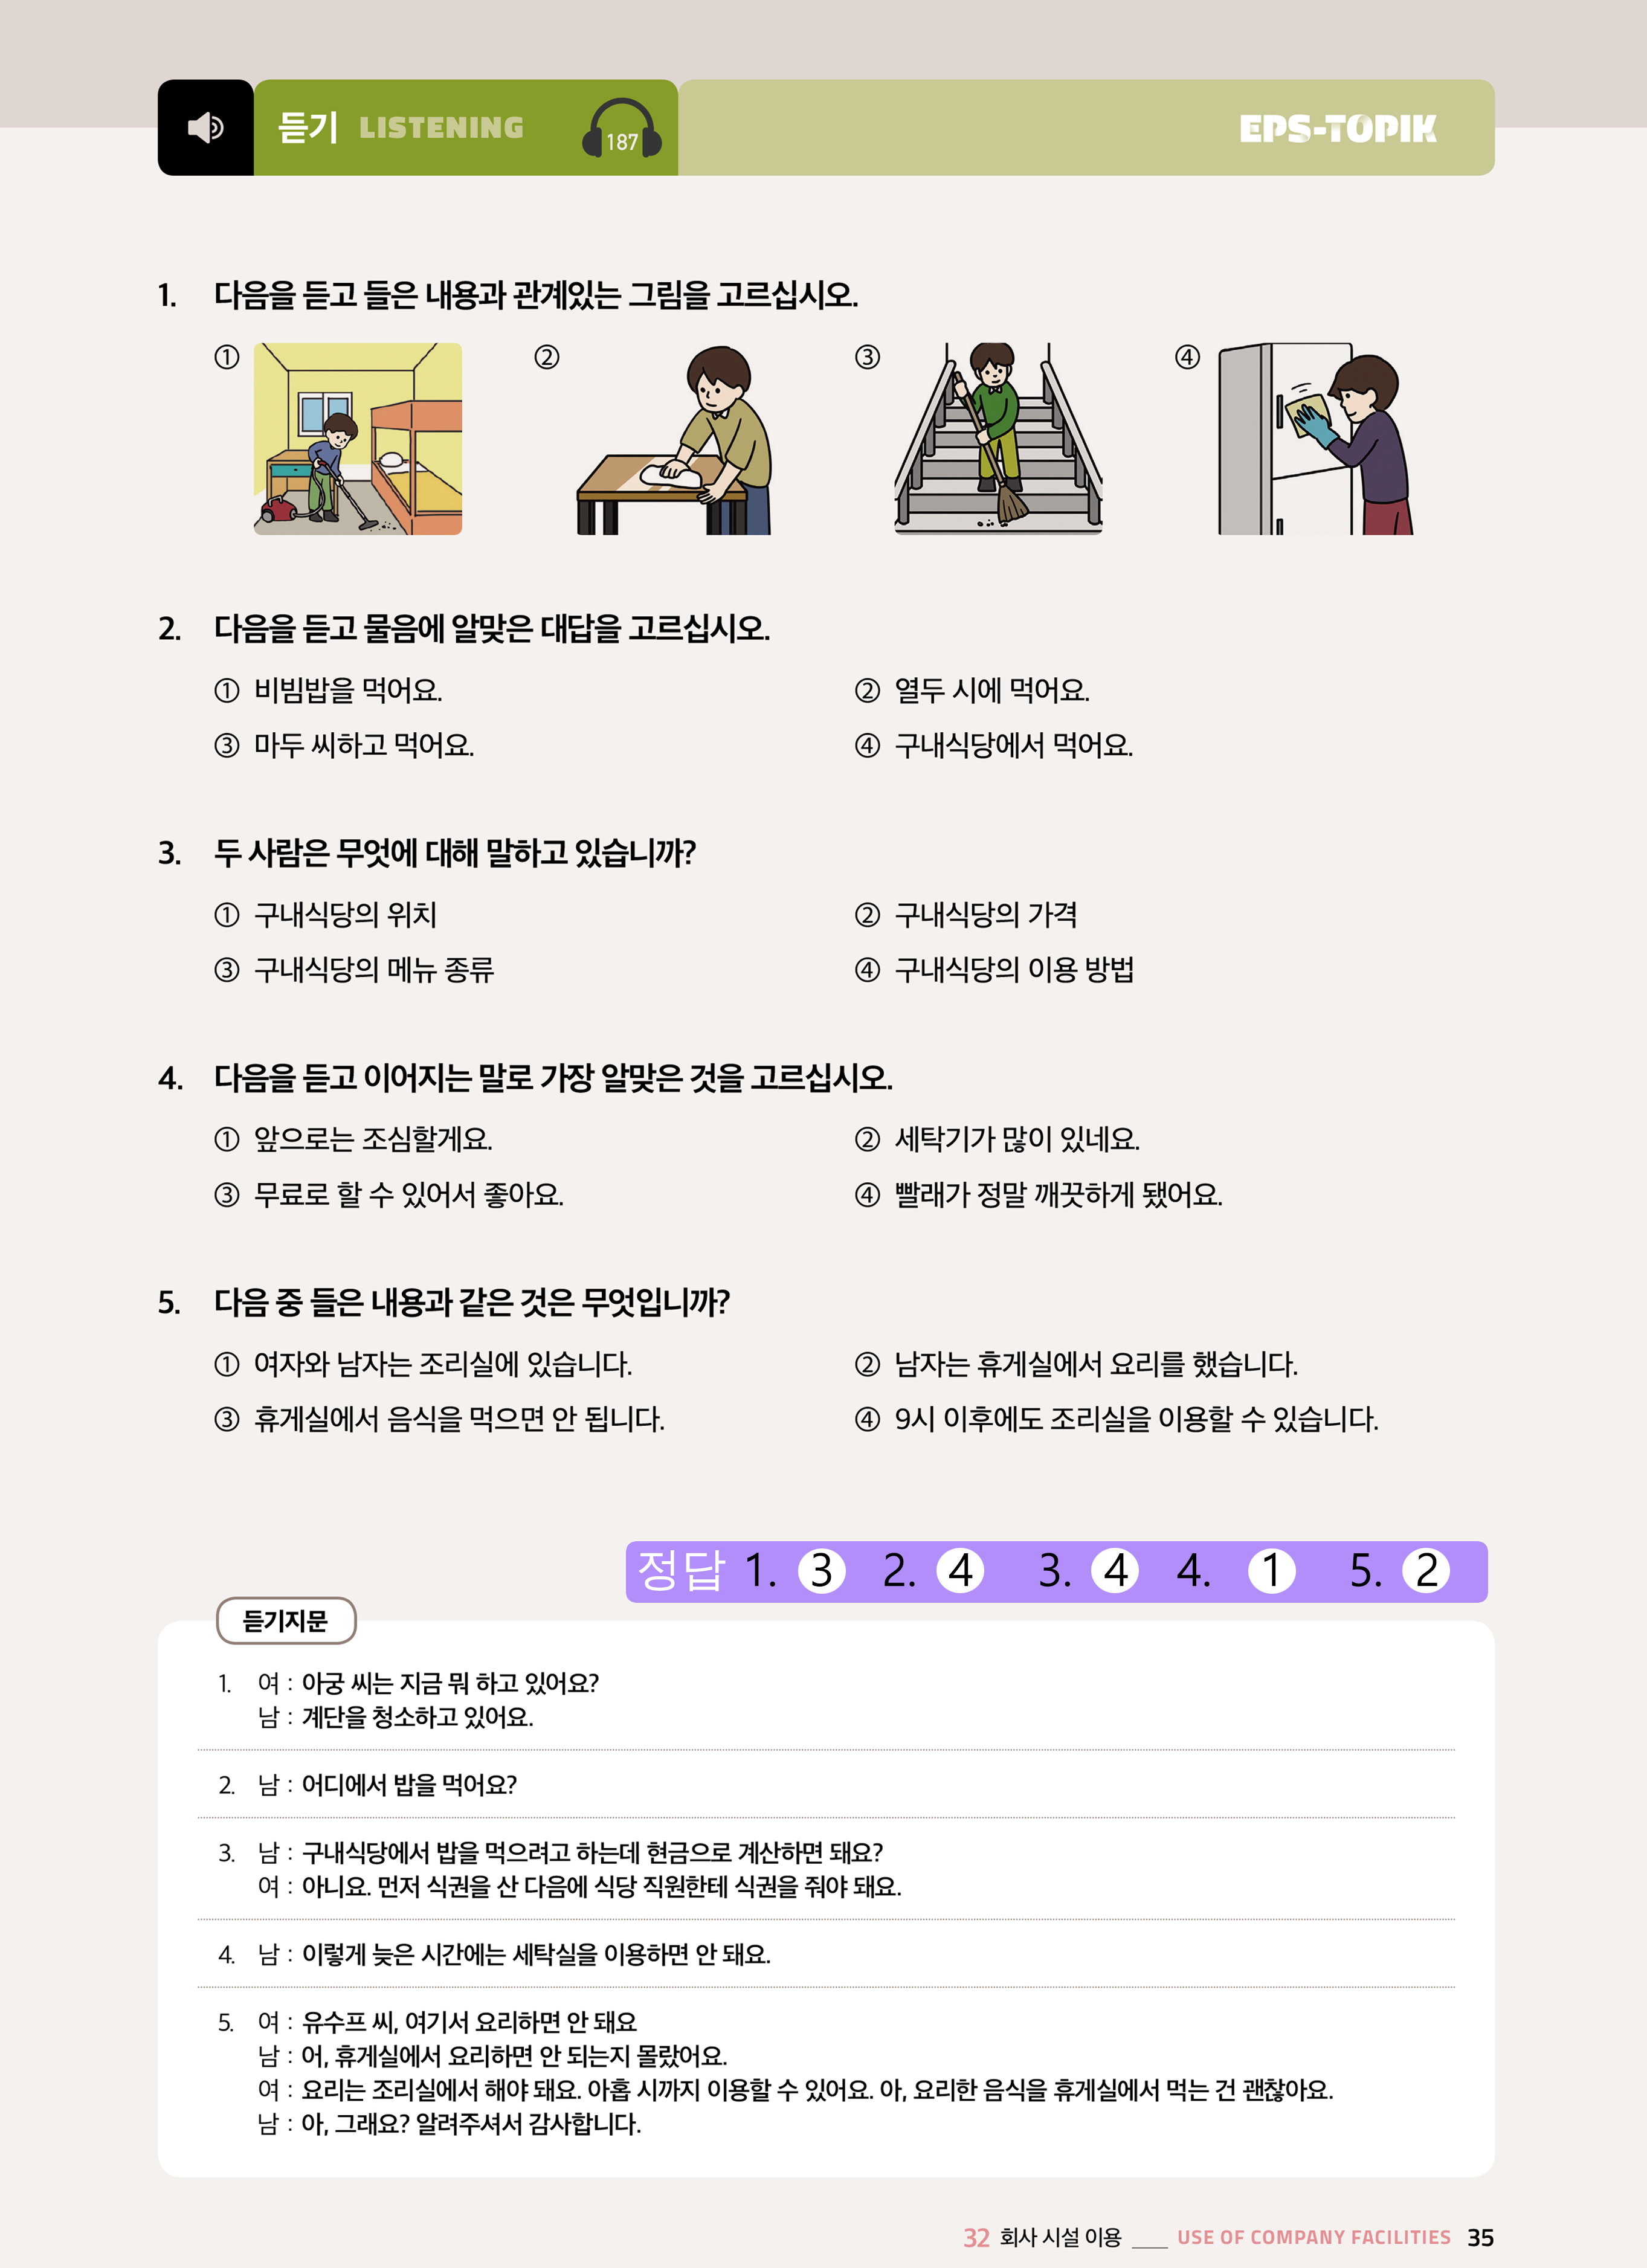 듣기 LISTENING 187 EPS-TOPIK
1. 다음을 듣고 들은 내용과 관계있는 그림을 고르십시오.
① ② ③ ④
2. 다음을 듣고 물음에 알맞은 대답을 고르십시오.
① 비빔밥을 먹어요. ② 열두 시에 먹어요.
③ 마두 씨하고 먹어요. ④ 구내식당에서 먹어요.
3. 두 사람은 무엇에 대해 말하고 있습니까?
① 구내식당의 위치 ② 구내식당의 가격
③ 구내식당의 메뉴 종류 ④ 구내식당의 이용 방법
4. 다음을 듣고 이어지는 말로 가장 알맞은 것을 고르십시오.
① 앞으로는 조심할게요. ② 세탁기가 많이 있네요.
③ 무료로 할 수 있어서 좋아요. ④ 빨래가 정말 깨끗하게 됐어요.
5. 다음 중 들은 내용과 같은 것은 무엇입니까?
① 여자와 남자는 조리실에 있습니다. ② 남자는 휴게실에서 요리를 했습니다.
③ 휴게실에서 음식을 먹으면 안 됩니다. ④ 9시 이후에도 조리실을 이용할 수 있습니다.
정답 1. 3 2. 4 3. 4 4. 1 5. 2
듣기지문
1. 여 : 아궁 씨는 지금 뭐 하고 있어요?
남 : 계단을 청소하고 있어요.
2. 남 : 어디에서 밥을 먹어요?
3. 남 : 구내식당에서 밥을 먹으려고 하는데 현금으로 계산하면 돼요?
여 : 아니요. 먼저 식권을 산 다음에 식당 직원한테 식권을 줘야 돼요.
4. 남 : 이렇게 늦은 시간에는 세탁실을 이용하면 안 돼요.
5. 여 : 유수프 씨, 여기서 요리하면 안 돼요
남 : 어, 휴게실에서 요리하면 안 되는지 몰랐어요.
여 : 요리는 조리실에서 해야 돼요. 아홉 시까지 이용할 수 있어요. 아, 요리한 음식을 휴게실에서 먹는 건 괜찮아요.
남 : 아, 그래요? 알려주셔서 감사합니다.
32 회사 시설 이용 ___ USE OF COMPANY FACILITIES 35